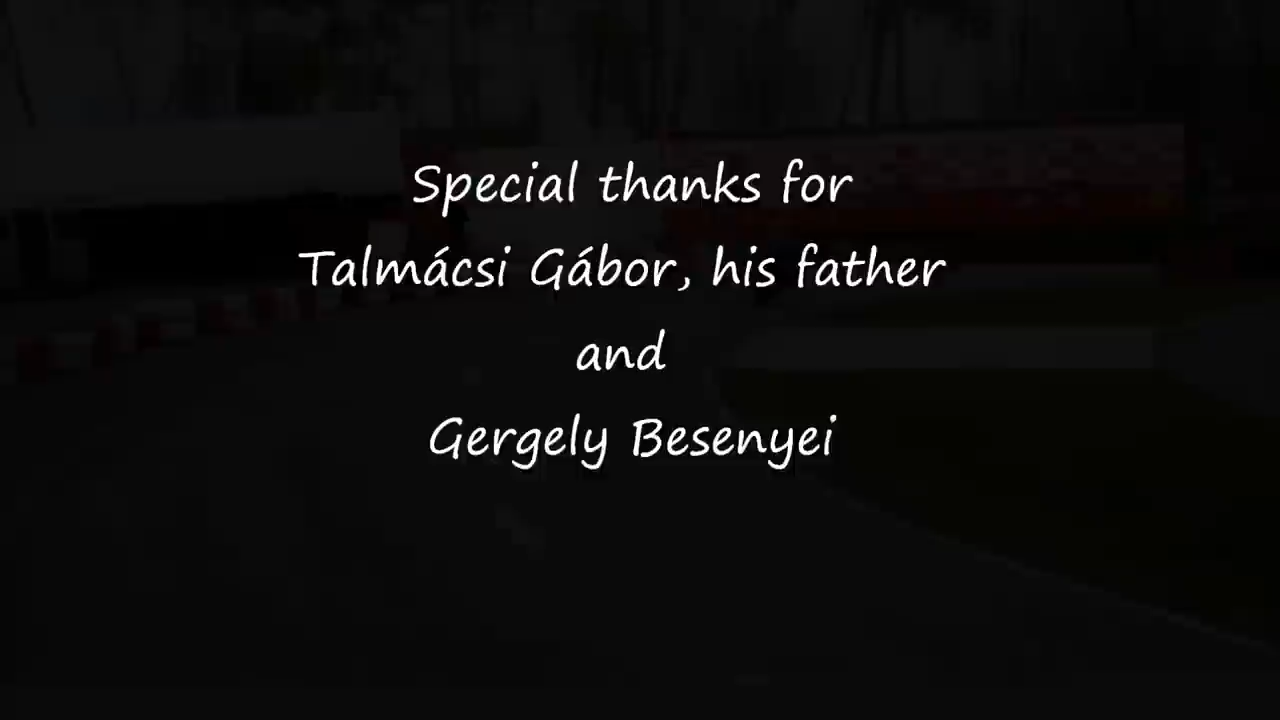 Special thanks for
Talmácsi Gábor, his father
and
Gergely Besenyei